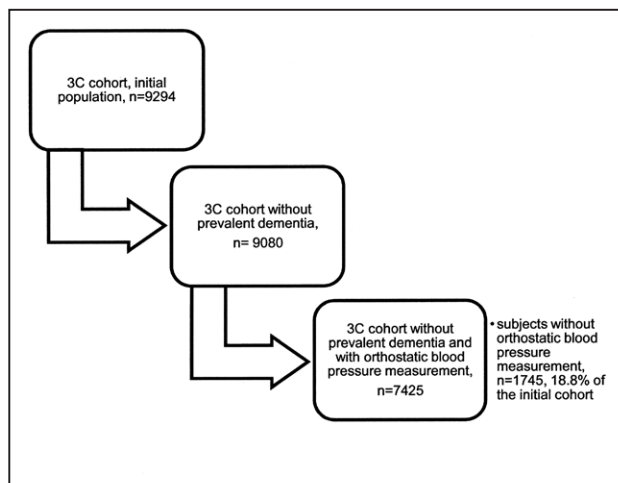 3C cohort, initial
population, n=9294
3C cohort without
prevalent dementia,
n= 9080
3C cohort without
prevalent dementia and
with orthostatic blood
pressure measurement,
n=7425
• subjects without
orthostatic blood
pressure
measurement,
n=1745, 18.8% of
the initial cohort